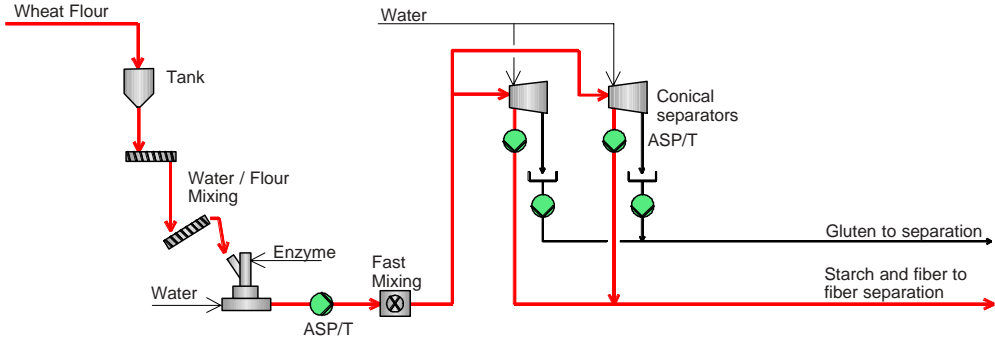 Wheat Flour
Water
Tank
Conical
separators
ASP/T
Water / Flour
Mixing
Gluten to separation
Enzyme
Fast
Mixing
Starch and fiber to
fiber separation
Water
ASP/T